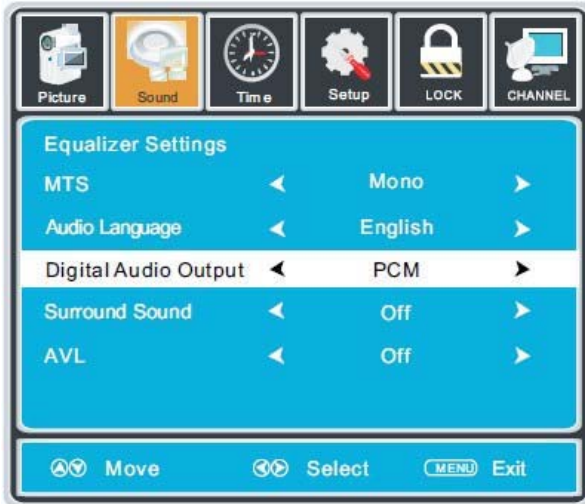 Picture Sound Time Setup LOCK CHANNEL
Equalizer Settings
MTS Mono
Audio Language English
Digital Audio Output PCM
Surround Sound Off
AVL Off
Move Select MENU Exit